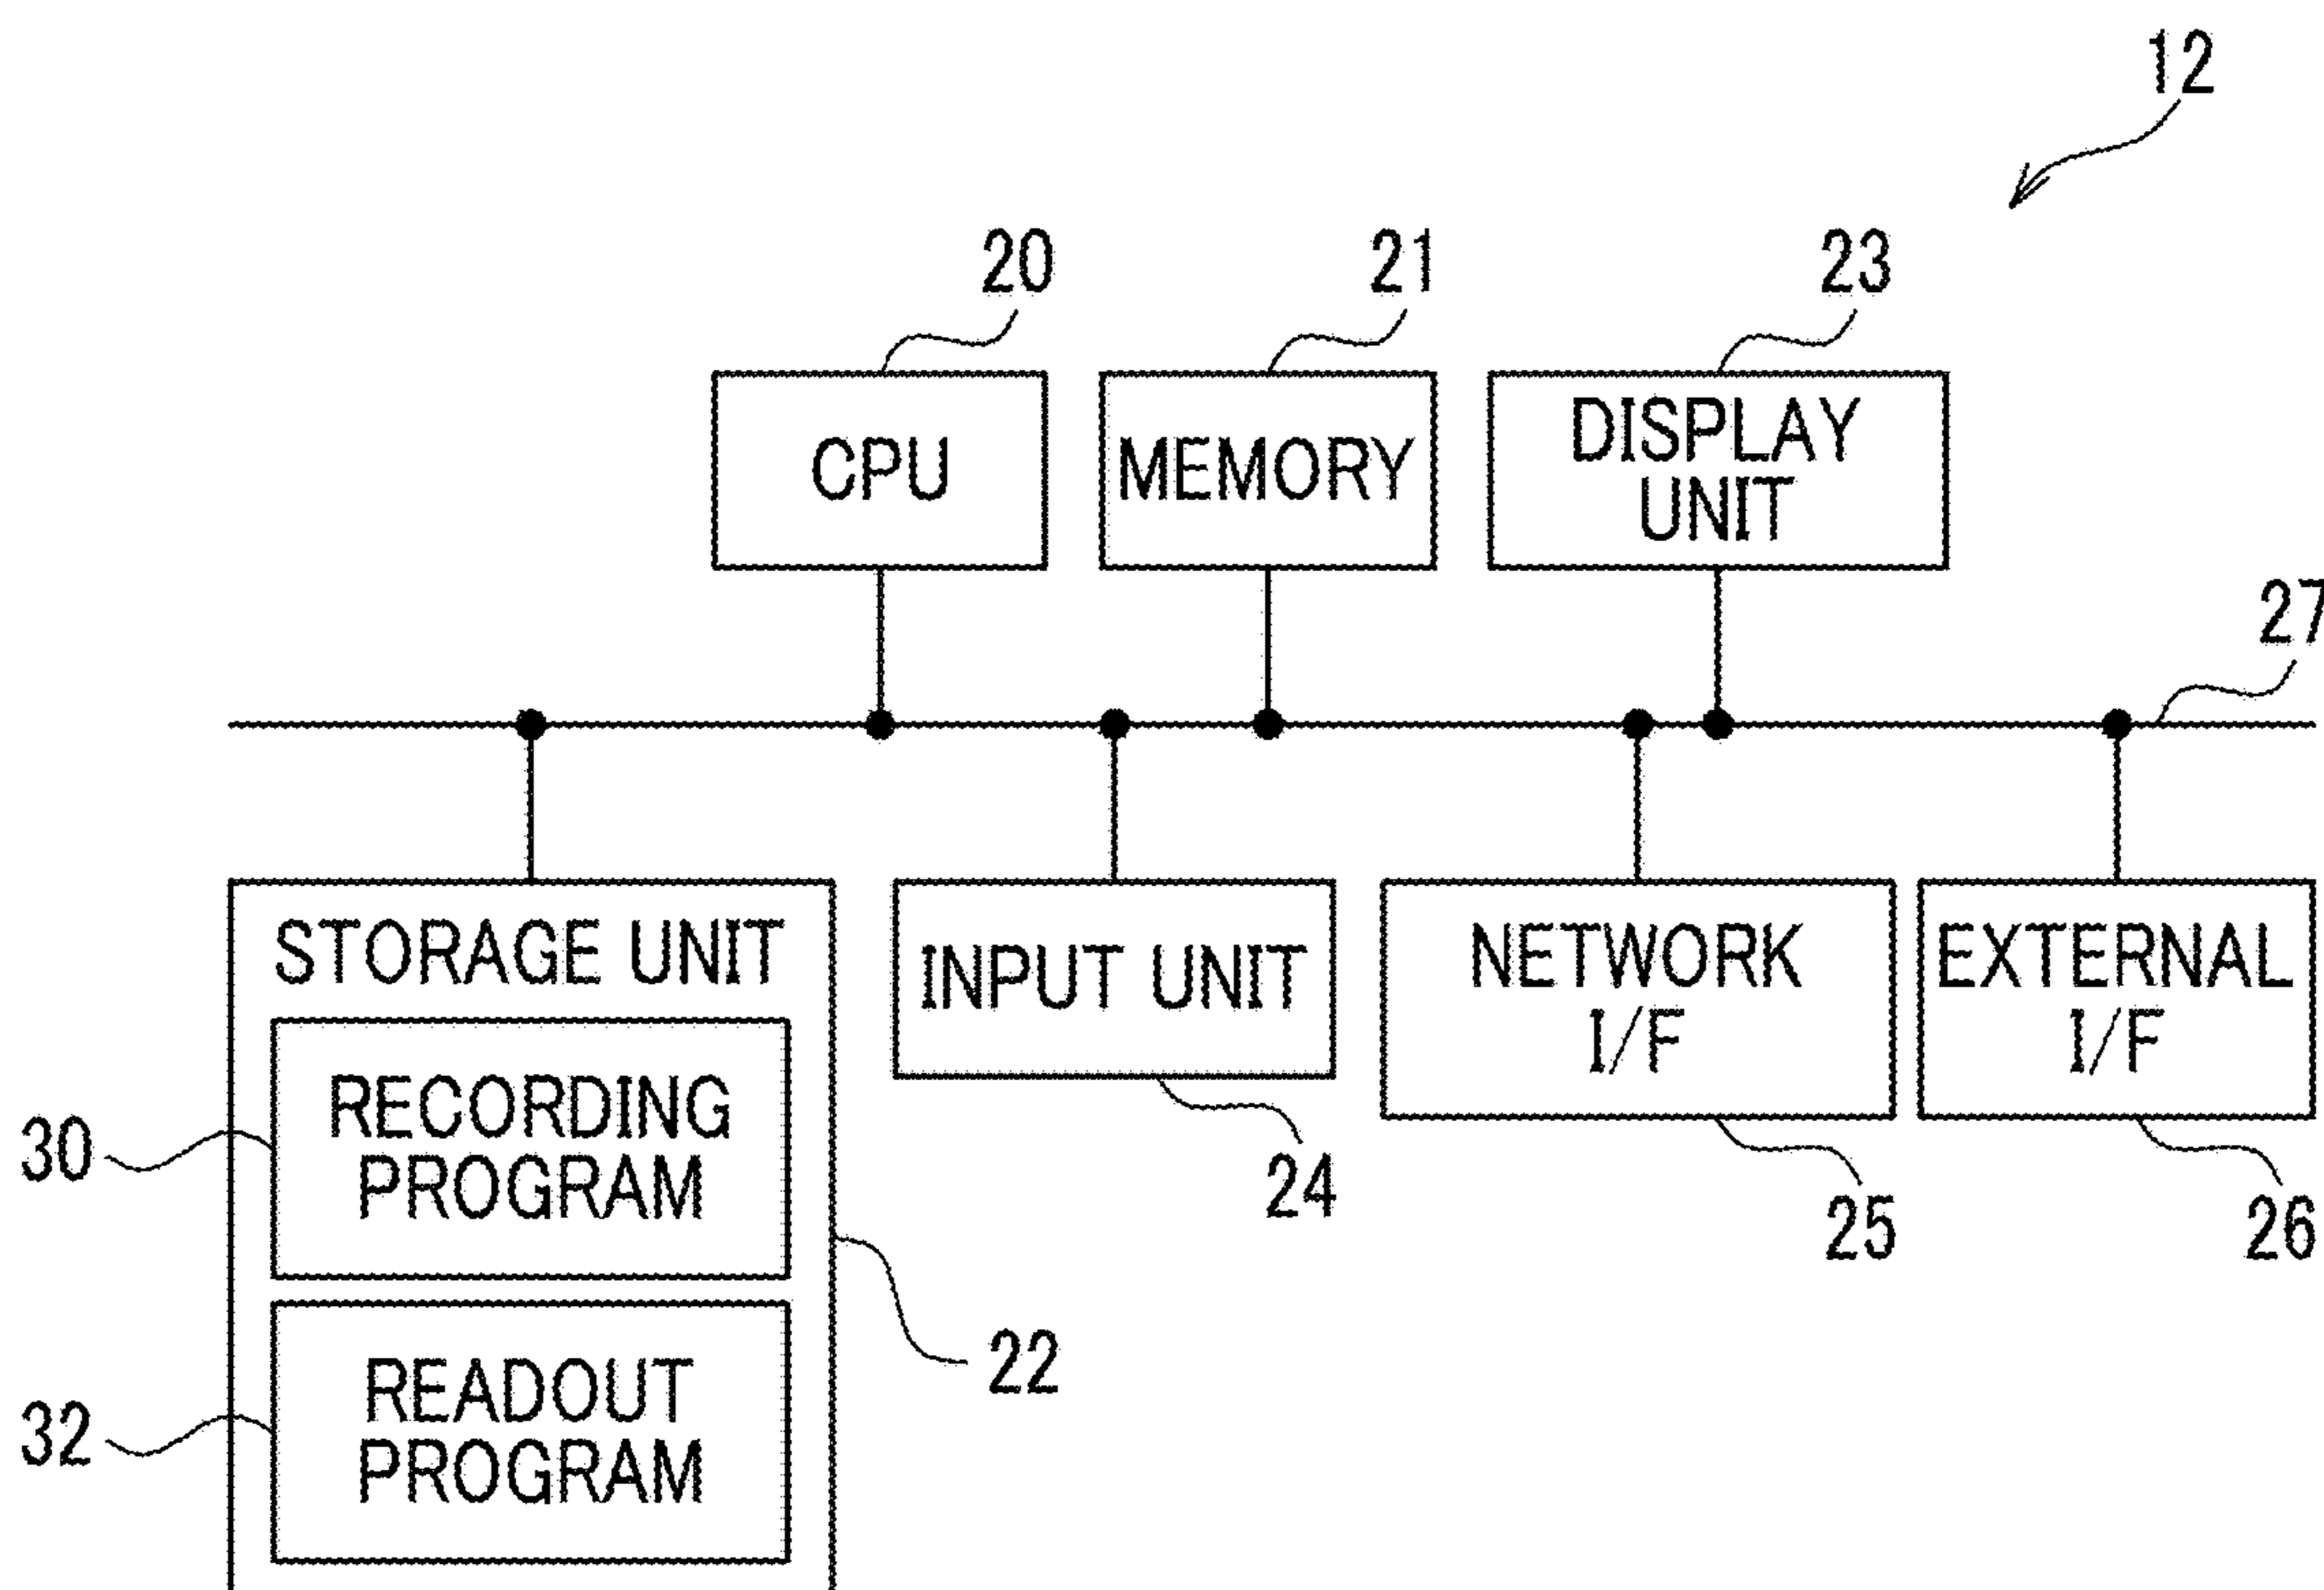 12
20
21
23
CPU
MEMORY
DISPLAY
UNIT
27
STORAGE UNIT
INPUT UNIT
NETWORK
I/F
EXTERNAL
I/F
30
RECORDING
PROGRAM
24
25
26
22
32
READOUT
PROGRAM